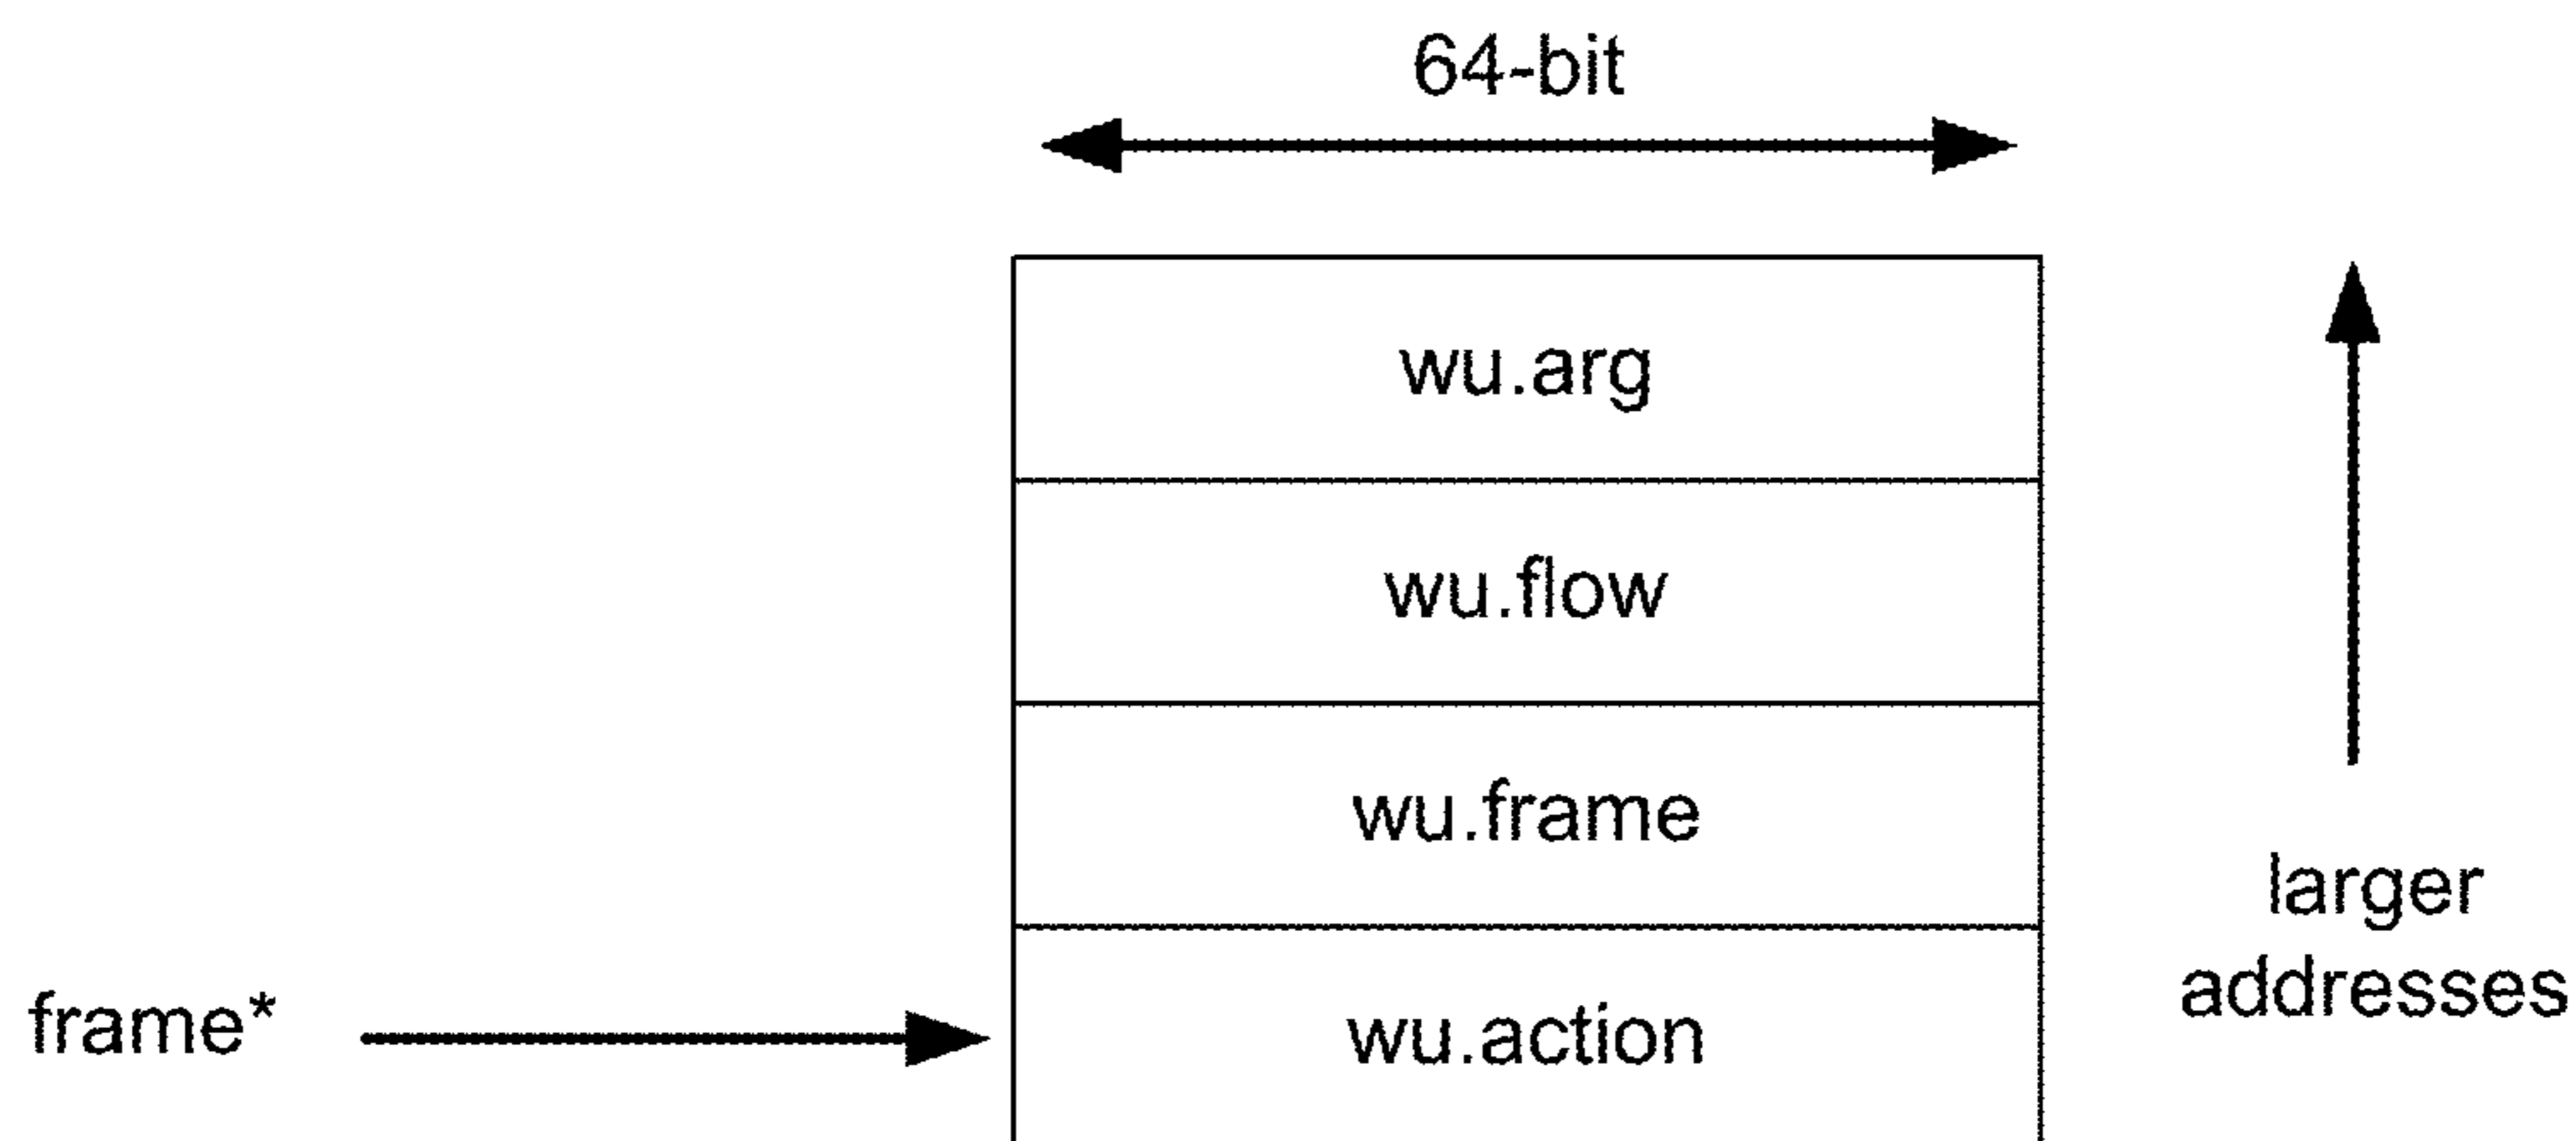 64-bit
wu.arg
wu.flow
wu.frame
wu.action
frame*
larger
addresses